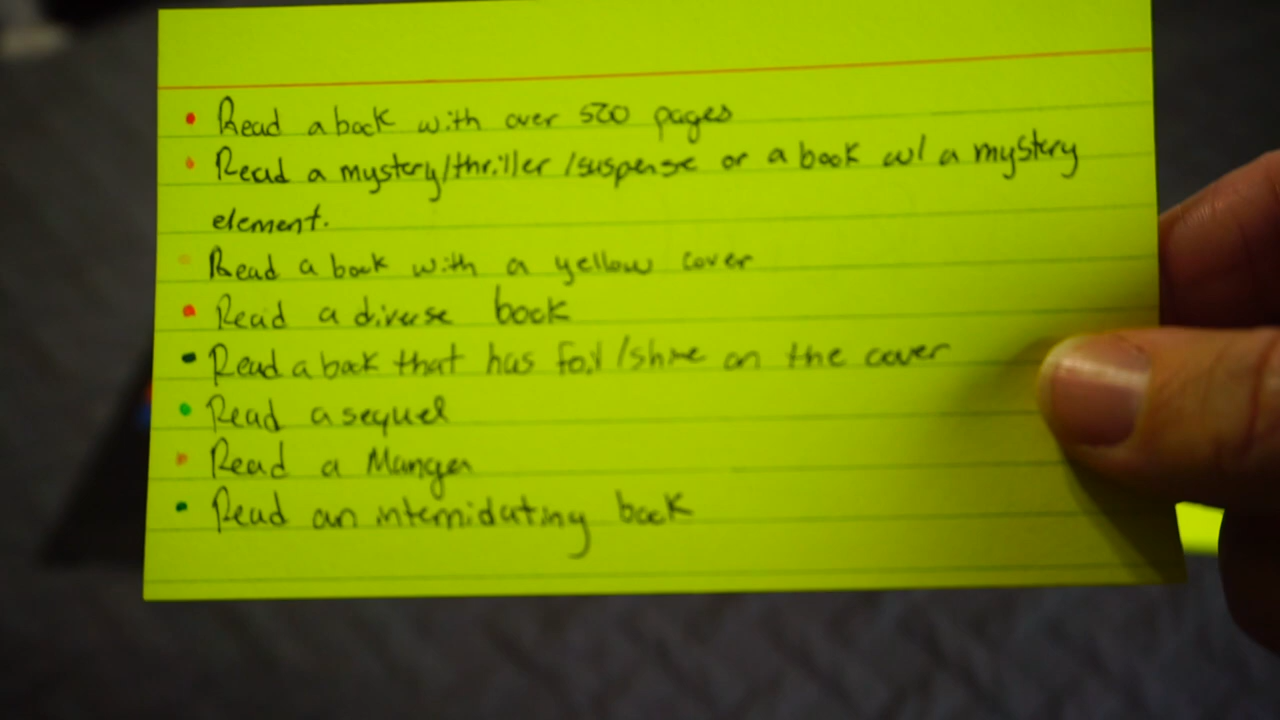 • Read a book with over 500 pages
• Read a mystery/thriller/suspense or a book w/ a mystery
element.
• Read a book with a yellow cover
• Read a diverse book
• Read a book that has foil/shine on the cover
• Read a sequel
• Read a Manga
• Read an intemidating book